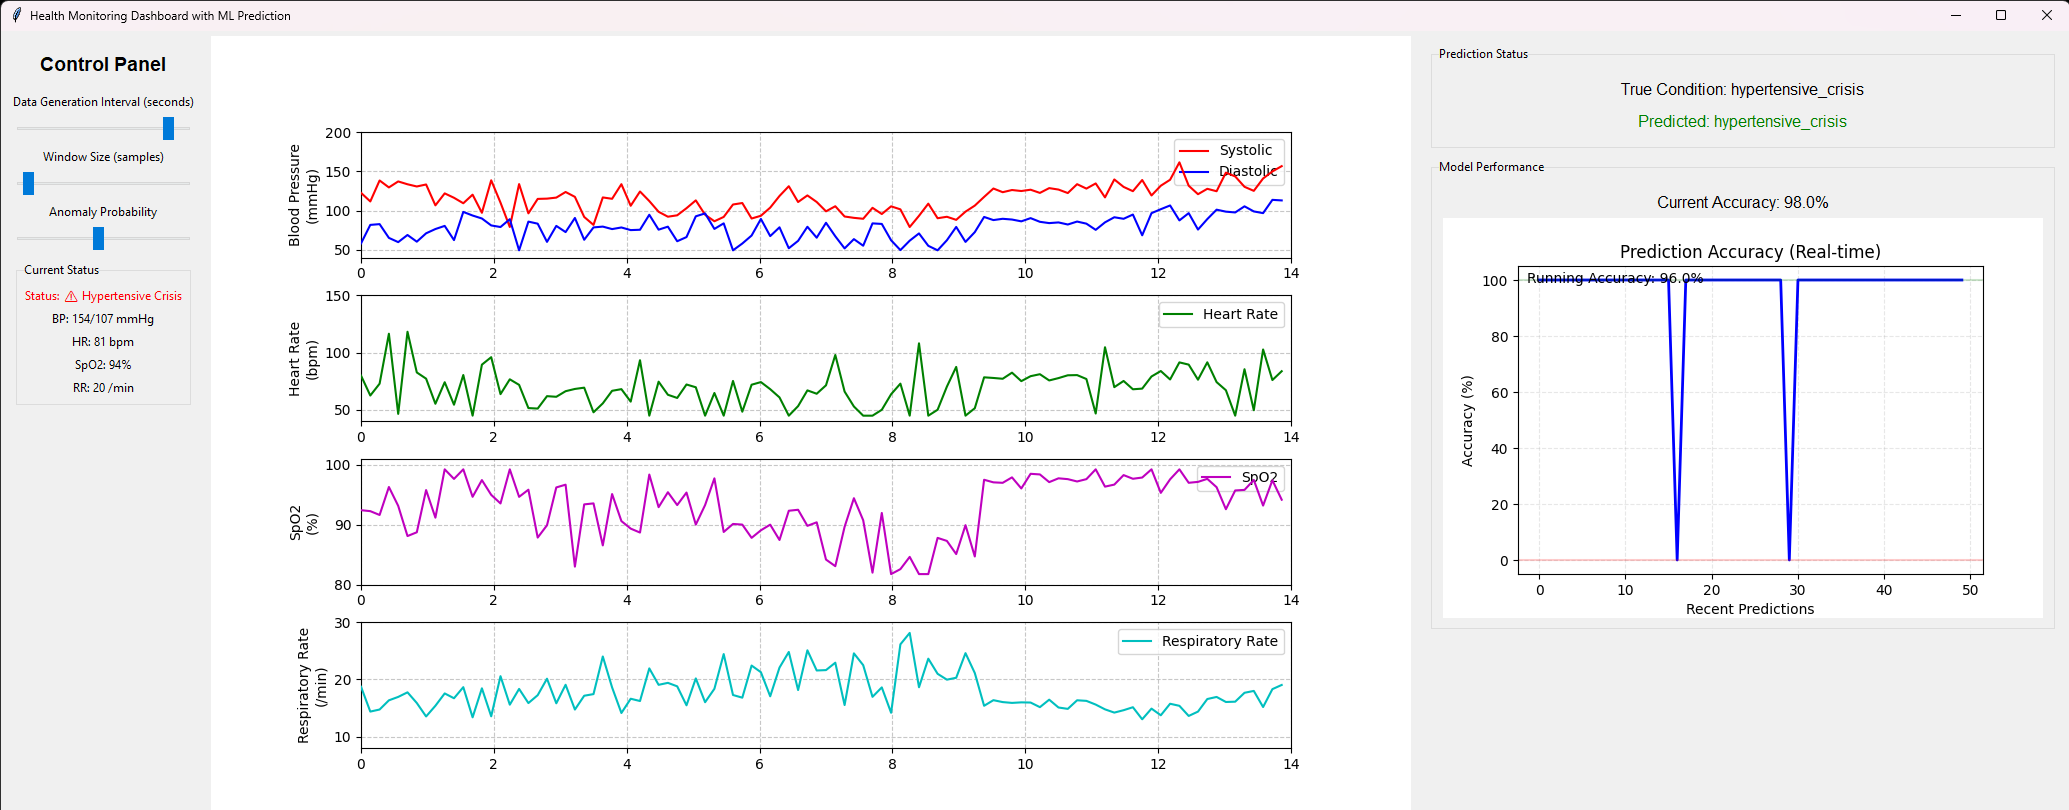 Health Monitoring Dashboard with ML Prediction
Control Panel
Data Generation Interval (seconds)
Window Size (samples)
Anomaly Probability
Current Status
Status: ⚠ Hypertensive Crisis
BP: 154/107 mmHg
HR: 81 bpm
SpO2: 94%
RR: 20 /min
Blood Pressure
(mmHg)
200
150
100
50
Systolic
Diastolic
0 2 4 6 8 10 12 14
Heart Rate
(bpm)
150
100
50
Heart Rate
0 2 4 6 8 10 12 14
SpO2
(%)
100
90
80
SpO2
0 2 4 6 8 10 12 14
Respiratory Rate
(/min)
30
20
10
Respiratory Rate
0 2 4 6 8 10 12 14
Prediction Status
True Condition: hypertensive_crisis
Predicted: hypertensive_crisis
Model Performance
Current Accuracy: 98.0%
Prediction Accuracy (Real-time)
Running Accuracy: 96.0%
Accuracy (%)
100
80
60
40
20
0
0 10 20 30 40 50
Recent Predictions